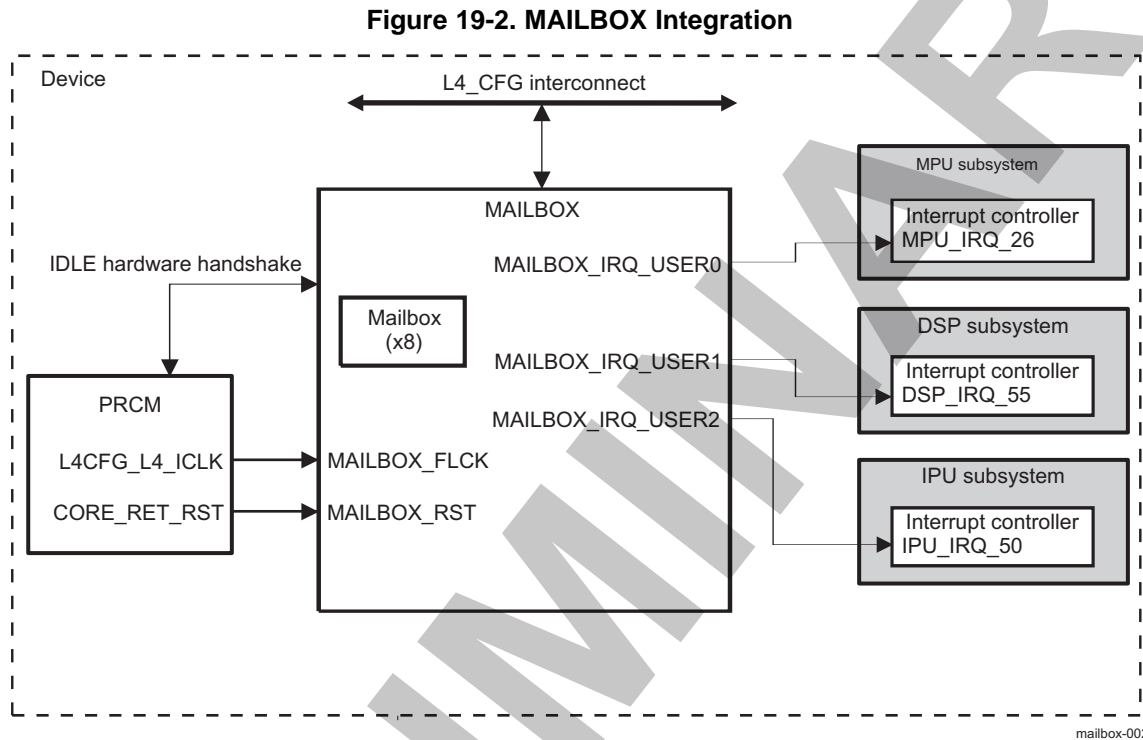 Figure 19-2. MAILBOX Integration
Device
L4_CFG interconnect
MAILBOX
MPU subsystem
Interrupt controller
MPU_IRQ_26
IDLE hardware handshake
MAILBOX_IRQ_USER0
Mailbox
(x8)
DSP subsystem
MAILBOX_IRQ_USER1
Interrupt controller
DSP_IRQ_55
PRCM
MAILBOX_IRQ_USER2
L4CFG_L4_ICLK
MAILBOX_FLCK
IPU subsystem
CORE_RET_RST
MAILBOX_RST
Interrupt controller
IPU_IRQ_50